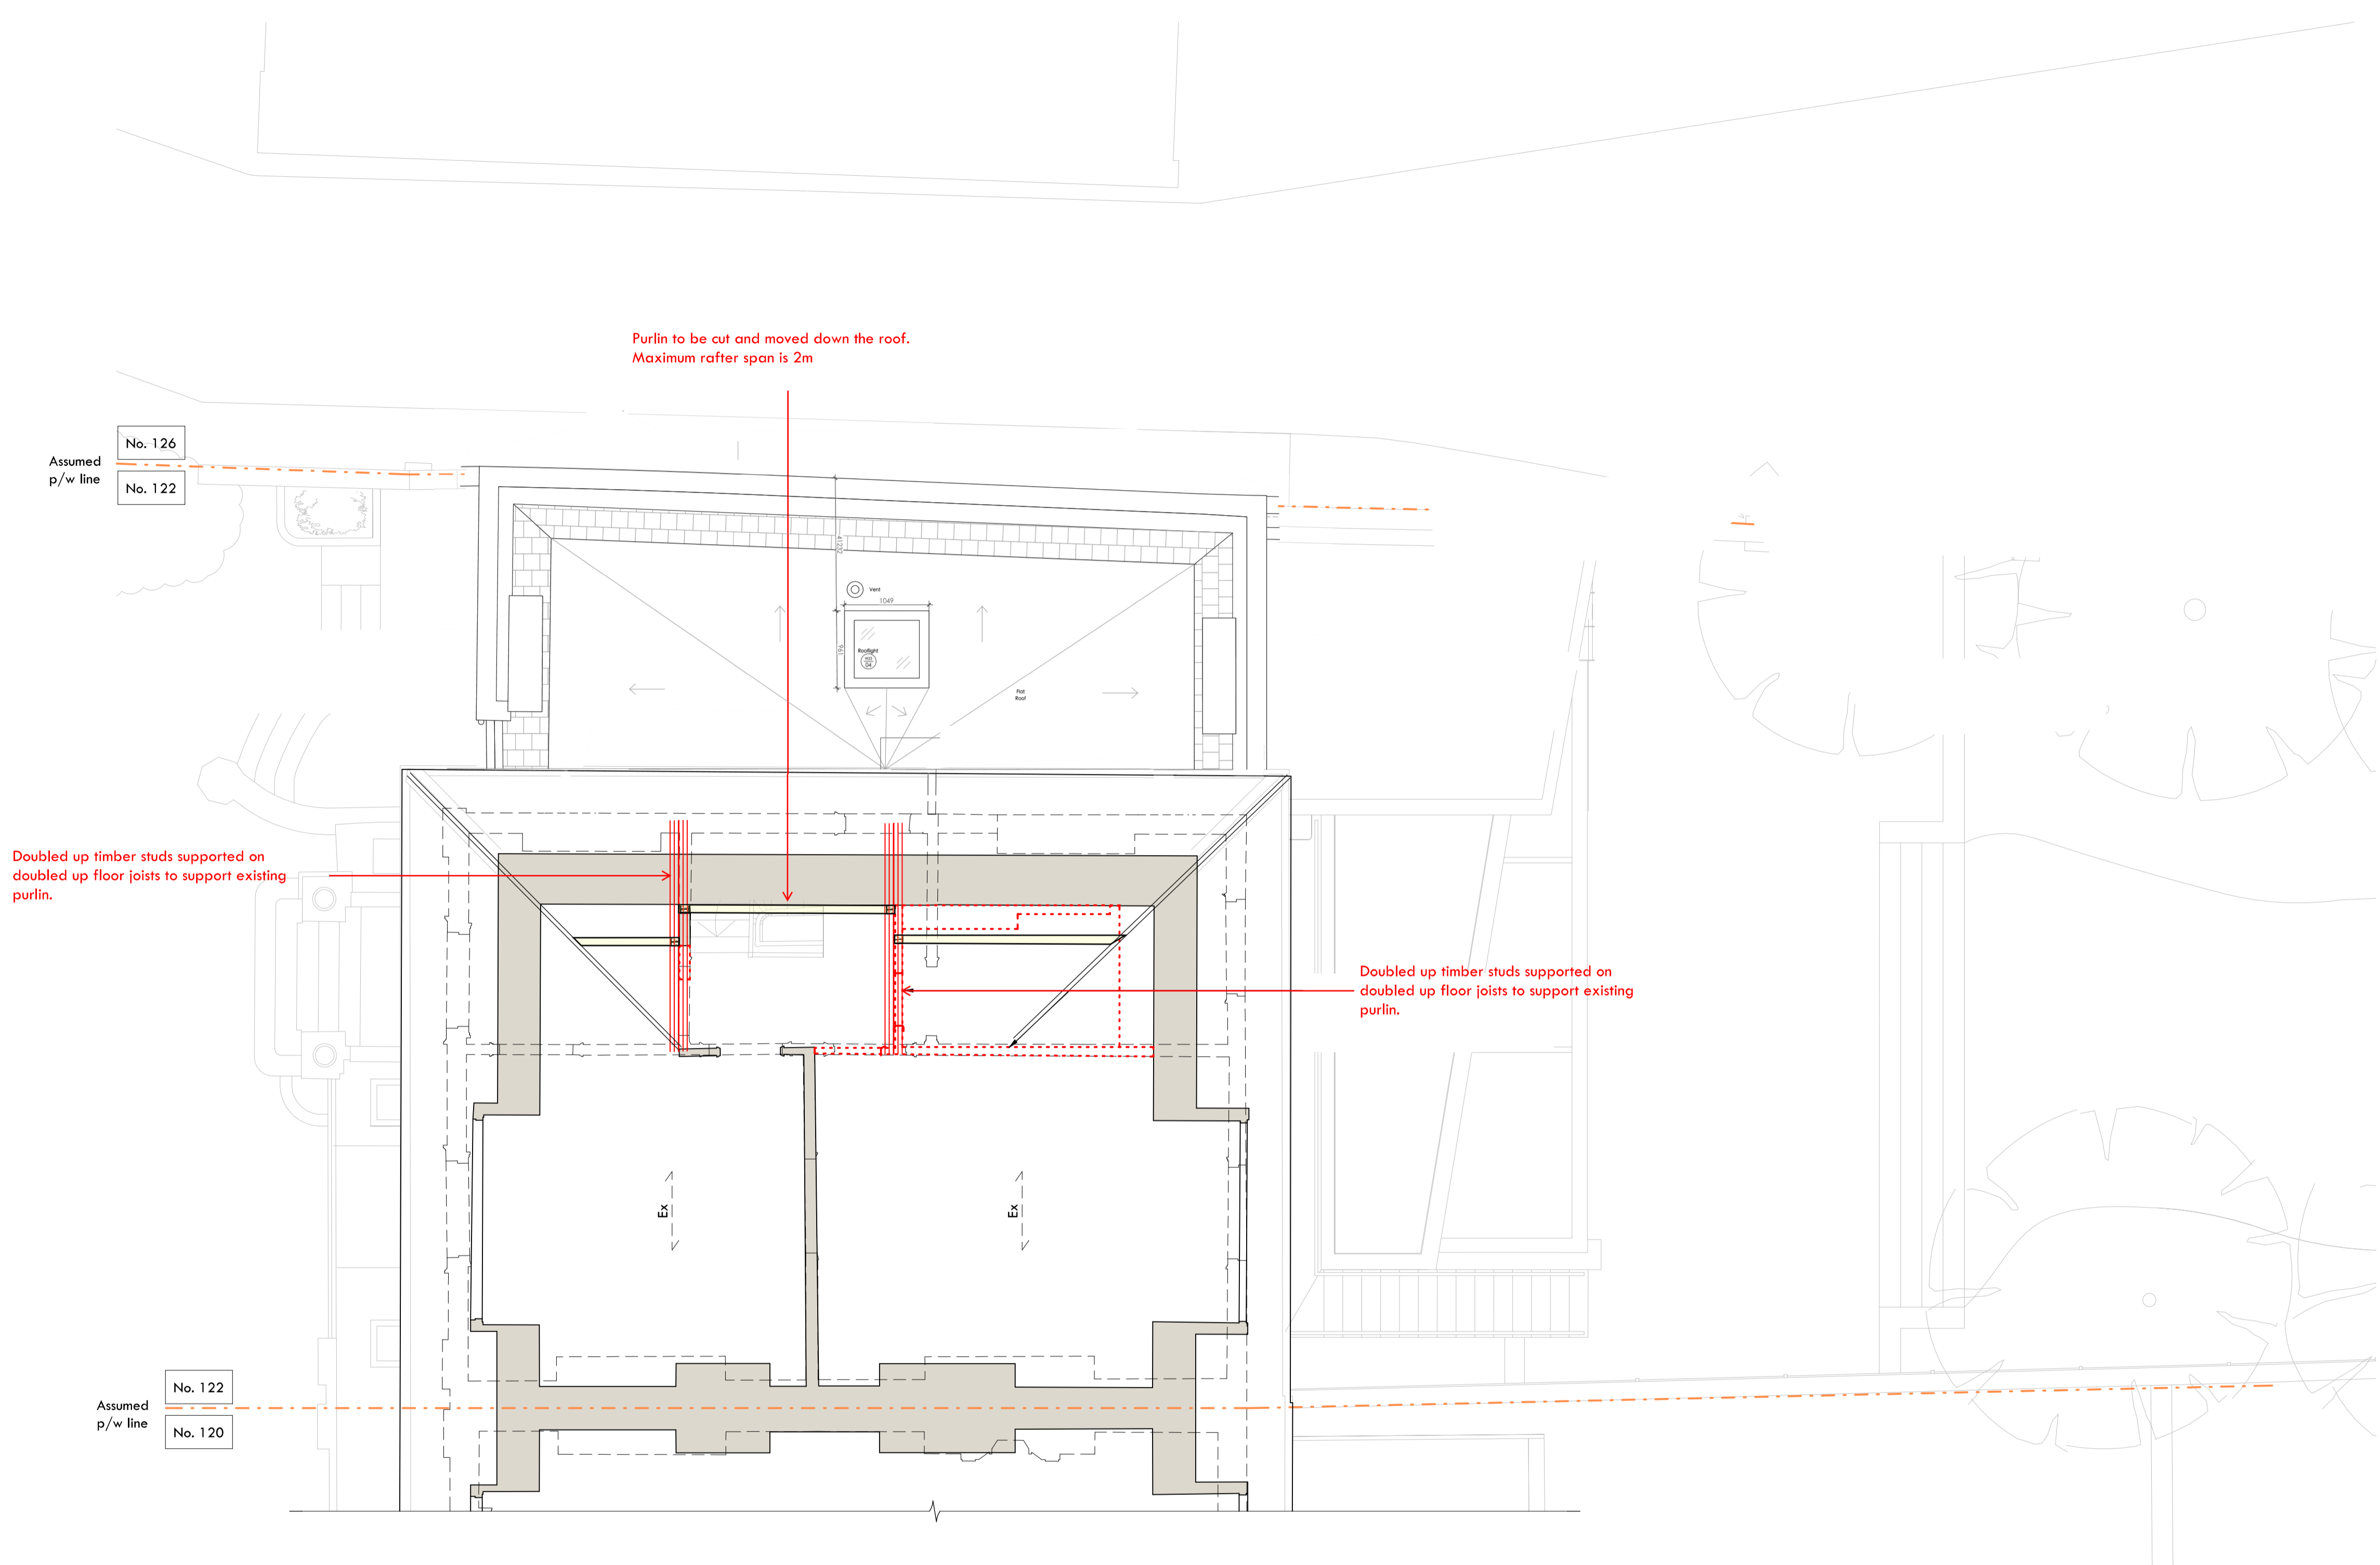 Purlin to be cut and moved down the roof.
Maximum rafter span is 2m
No. 126
Assumed
p/w line
No. 122
Vent
1049
961
Rooflight
04
Flat
Roof
Doubled up timber studs supported on
doubled up floor joists to support existing
purlin.
Doubled up timber studs supported on
doubled up floor joists to support existing
purlin.
Ex
Ex
No. 122
Assumed
p/w line
No. 120